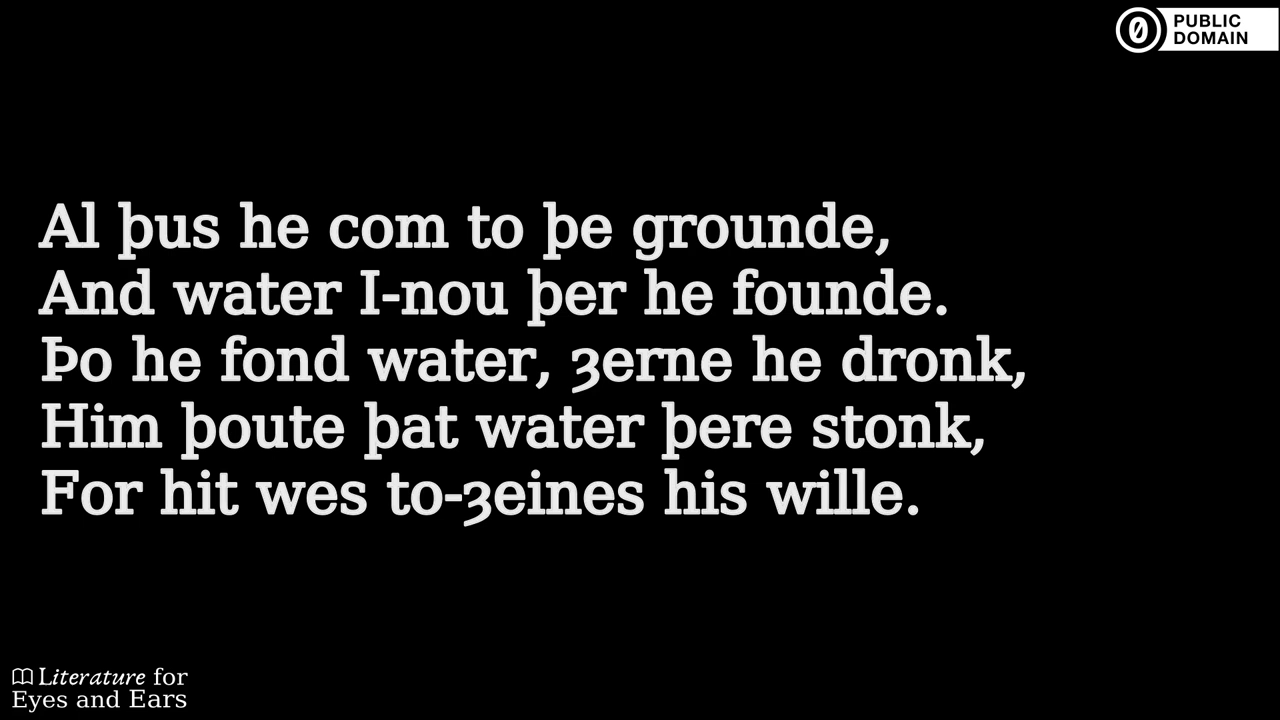 PUBLIC
DOMAIN
Al þus he com to þe grounde,
And water I-nou þer he founde.
Þo he fond water, ȝerne he dronk,
Him þoute þat water þere stonk,
For hit wes to-ȝeines his wille.
Literature for
Eyes and Ears